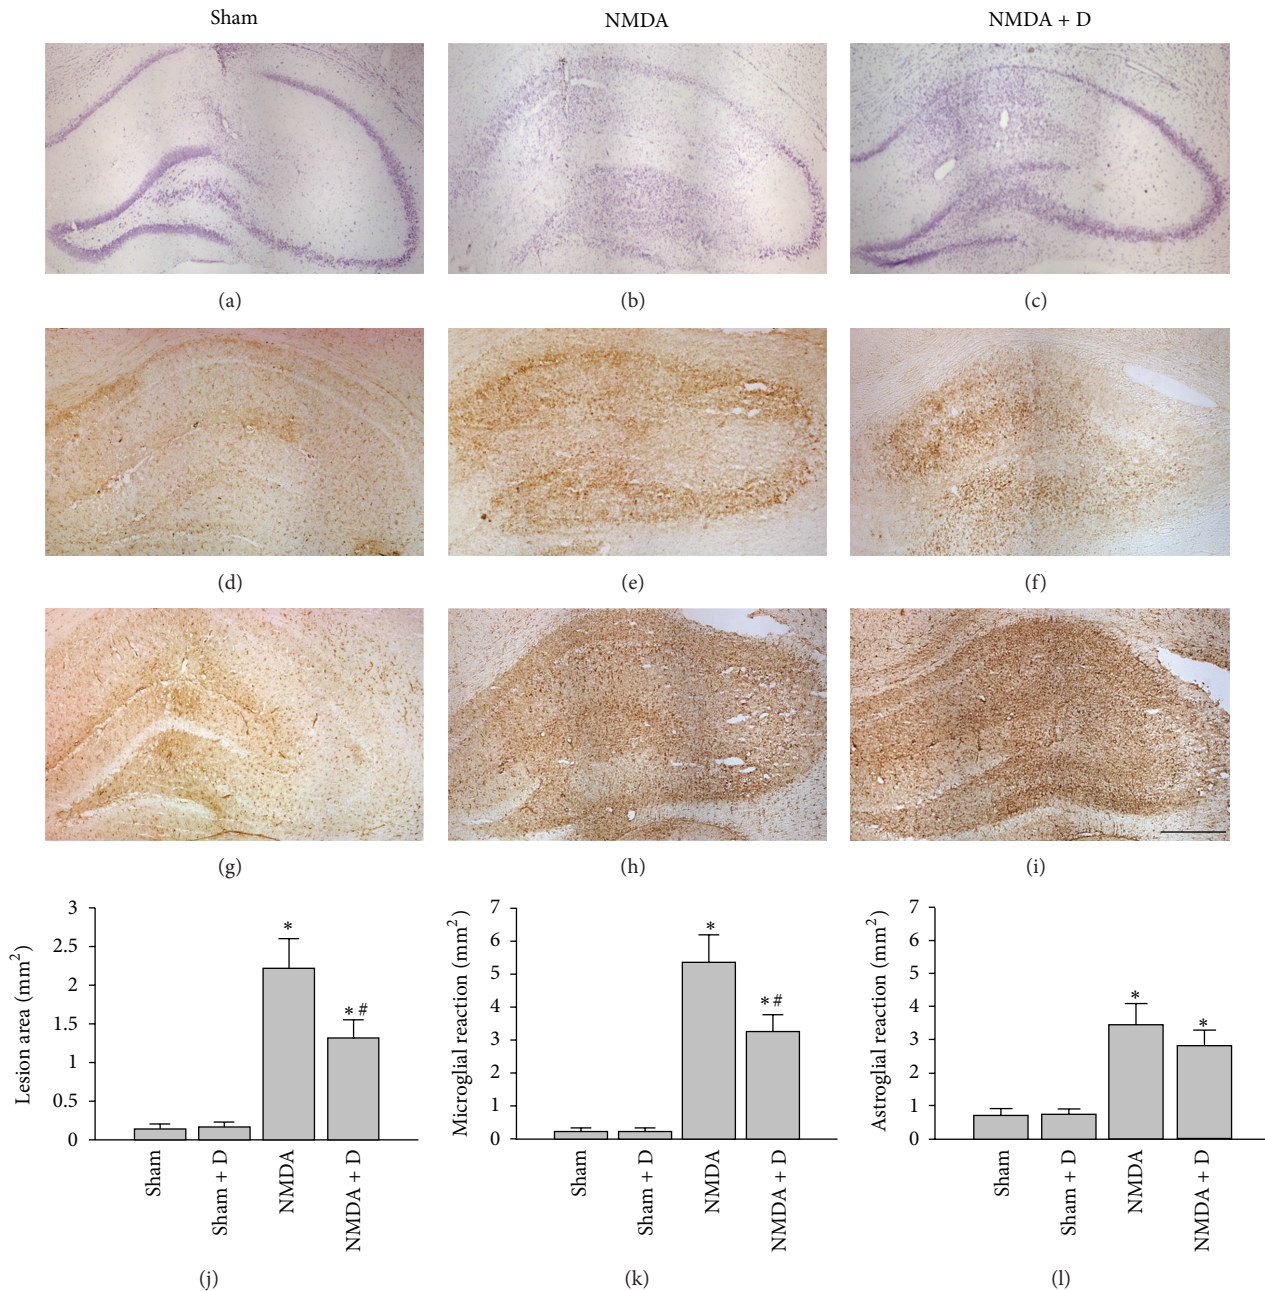 Sham NMDA NMDA + D
(a) (b) (c)
(d) (e) (f)
(g) (h) (i)
Lesion area (mm²)
3
2.5
2
1.5
1
0.5
0
*
* #
Sham
Sham + D
NMDA
NMDA + D
(j)
Microglial reaction (mm²)
7
6
5
4
3
2
1
0
*
* #
Sham
Sham + D
NMDA
NMDA + D
(k)
Astroglial reaction (mm²)
7
6
5
4
3
2
1
0
*
*
Sham
Sham + D
NMDA
NMDA + D
(l)